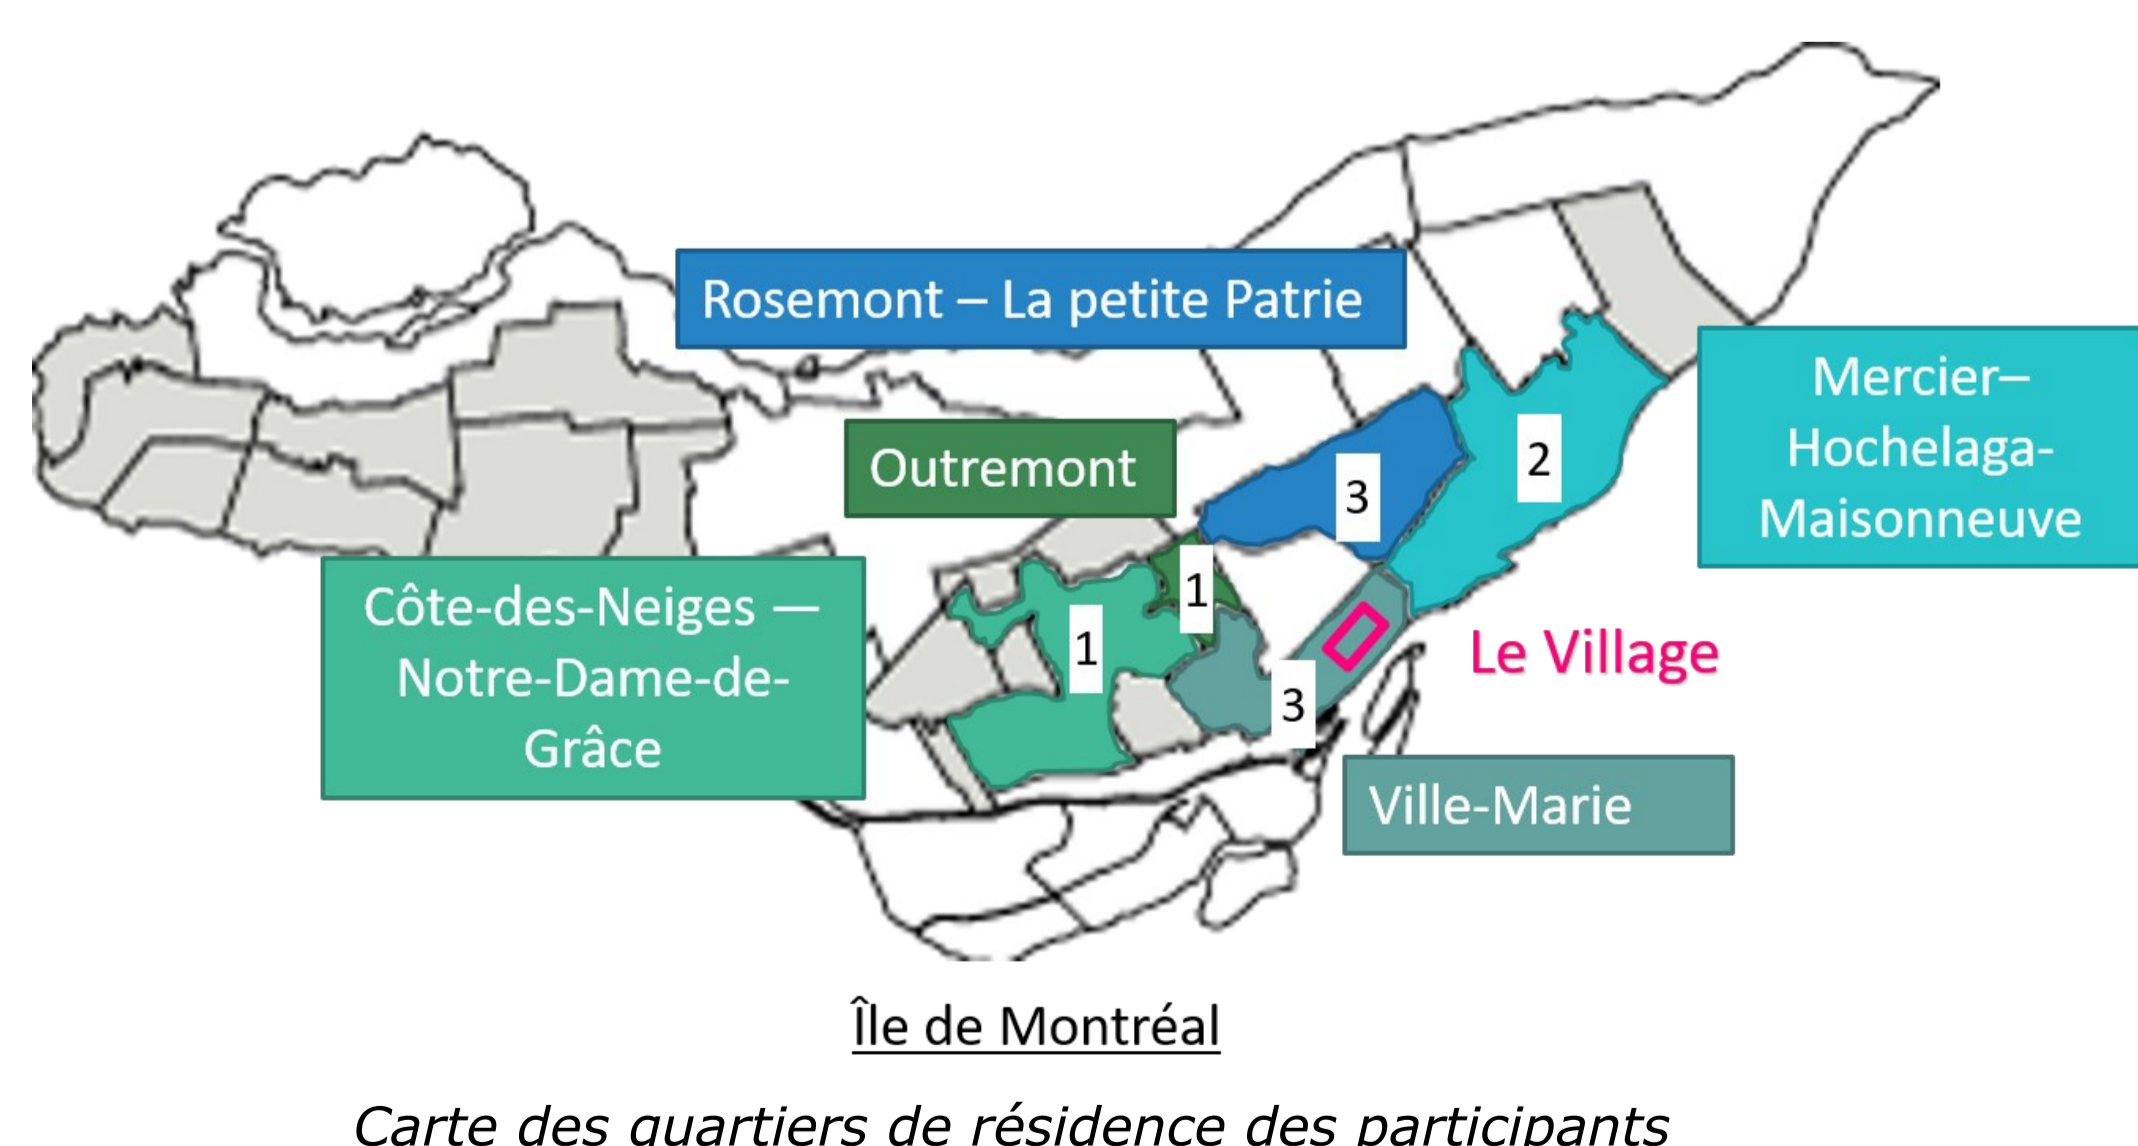 Rosemont – La petite Patrie
Mercier–
Hochelaga-
Maisonneuve
2
Outremont
3
1
Côte-des-Neiges —
Notre-Dame-de-
Grâce
1
Le Village
3
Ville-Marie
Île de Montréal
Carte des quartiers de résidence des participants